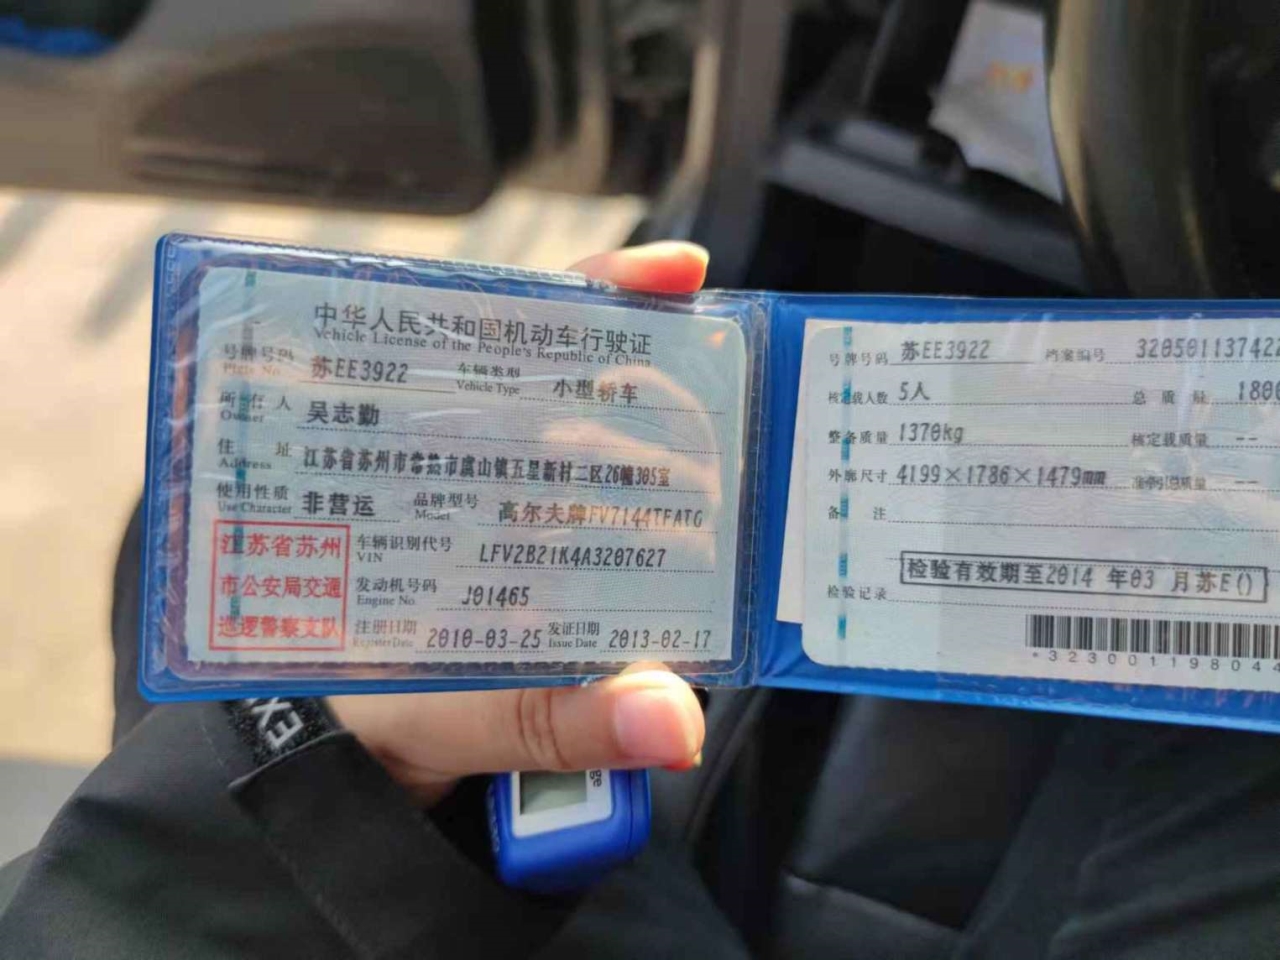 中华人民共和国机动车行驶证
Vehicle License of the People's Republic of China
号牌号码 苏EE3922 车辆类型 小型轿车
Plate No. Vehicle Type
所有人 吴志勤
Owner
住址 江苏省苏州市常熟市虞山镇五星新村二区26幢305室
Address
使用性质 非营运 品牌型号 高尔夫牌FV7144TFATG
Use Character Model
江苏省苏州
市公安局交通
巡逻警察支队
车辆识别代号 LFV2B21K4A3207627
VIN
发动机号码 J01465
Engine No.
注册日期 2010-03-25 发证日期 2013-02-17
Register Date Issue Date
号牌号码 苏EE3922 档案编号 320501137422
核定载人数 5人 总质量 1800
整备质量 1370kg 核定载质量 --
外廓尺寸 4199×1786×1479mm 准牵引总质量 --
备注
检验记录 检验有效期至2014 年03 月苏E()
*323001198044
EX